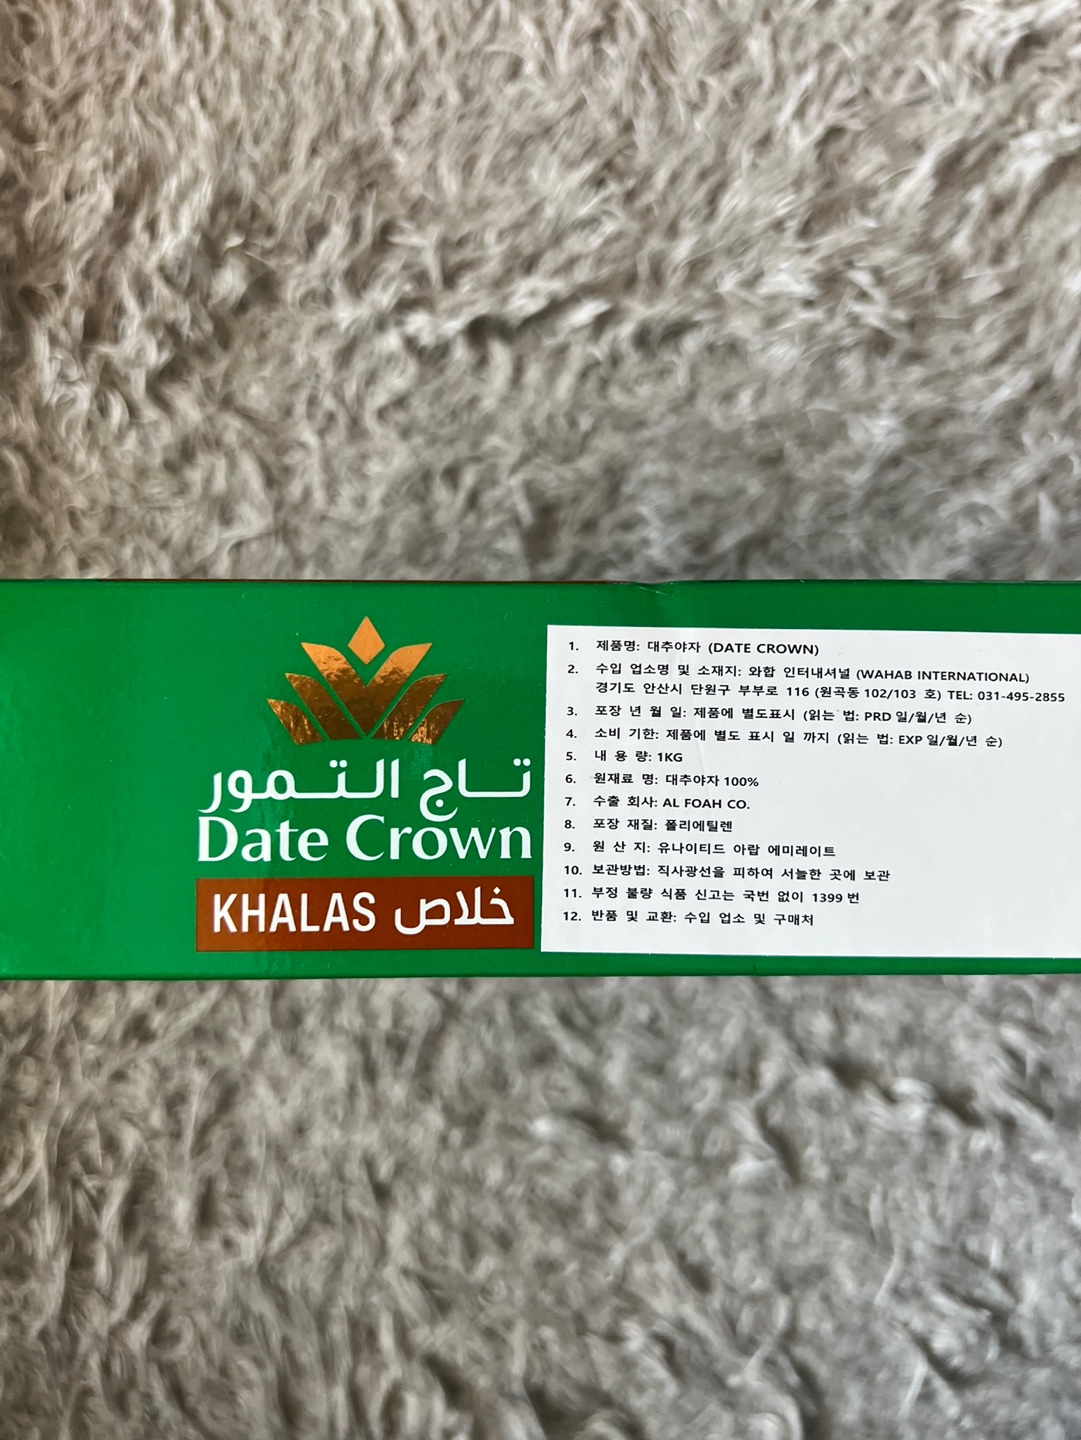 تاج التمور
Date Crown
KHALAS خلاص
1. 제품명: 대추야자 (DATE CROWN)
2. 수입 업소명 및 소재지: 와합 인터내셔널 (WAHAB INTERNATIONAL)
경기도 안산시 단원구 부부로 116 (원곡동 102/103 호) TEL: 031-495-2855
3. 포장 년 월 일: 제품에 별도표시 (읽는 법: PRD 일/월/년 순)
4. 소비 기한: 제품에 별도 표시 일 까지 (읽는 법: EXP 일/월/년 순)
5. 내 용 량: 1KG
6. 원재료 명: 대추야자 100%
7. 수출 회사: AL FOAH CO.
8. 포장 재질: 폴리에틸렌
9. 원 산 지: 유나이티드 아랍 에미레이트
10. 보관방법: 직사광선을 피하여 서늘한 곳에 보관
11. 부정 불량 식품 신고는 국번 없이 1399 번
12. 반품 및 교환: 수입 업소 및 구매처